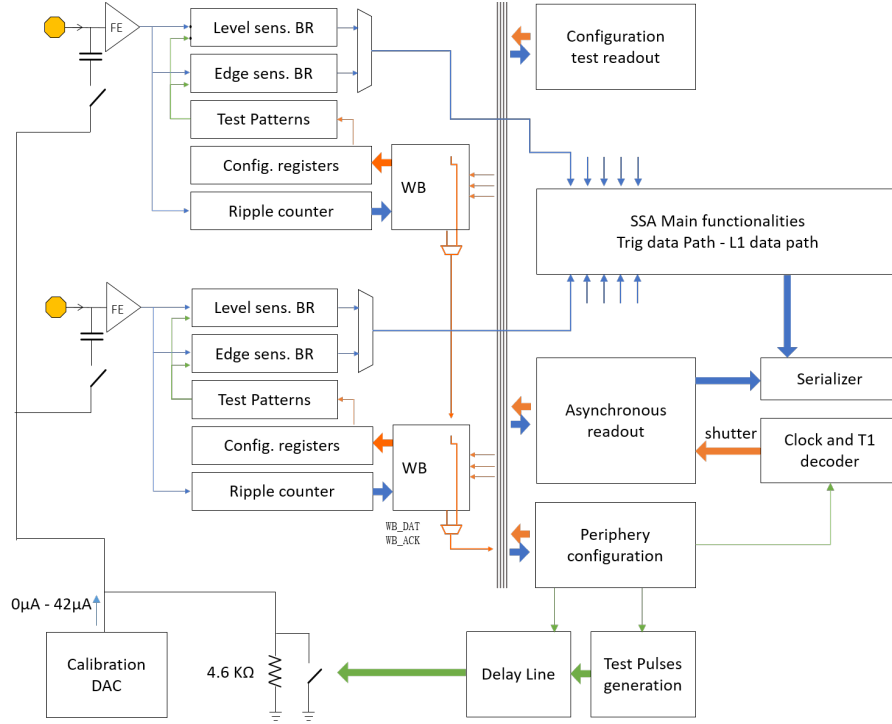 FE
Level sens. BR
Edge sens. BR
Test Patterns
Config. registers
Ripple counter
WB
Configuration
test readout
SSA Main functionalities
Trig data Path - L1 data path
FE
Level sens. BR
Edge sens. BR
Test Patterns
Config. registers
Ripple counter
WB
WB_DAT
WB_ACK
Asynchronous
readout
Serializer
shutter
Clock and T1
decoder
Periphery
configuration
0µA - 42µA
Calibration
DAC
4.6 KΩ
Delay Line
Test Pulses
generation